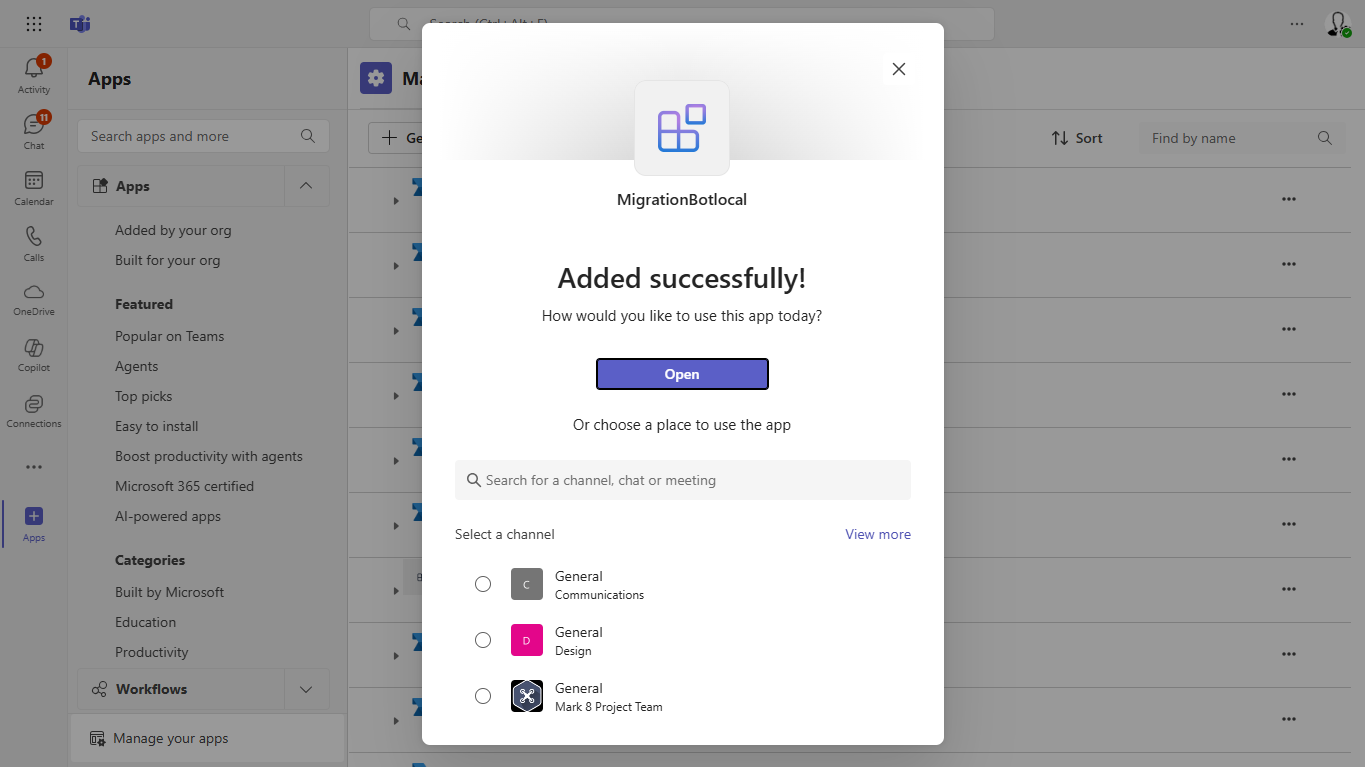 Search (Ctrl+Alt+E)
1
Activity
11
Chat
Calendar
Calls
OneDrive
Copilot
Connections
Apps
Apps
Search apps and more
Apps
Added by your org
Built for your org
Featured
Popular on Teams
Agents
Top picks
Easy to install
Boost productivity with agents
Microsoft 365 certified
AI-powered apps
Categories
Built by Microsoft
Education
Productivity
Workflows
Manage your apps
Sort
Find by name
MigrationBotlocal
Added successfully!
How would you like to use this app today?
Open
Or choose a place to use the app
Search for a channel, chat or meeting
Select a channel
View more
C
General
Communications
D
General
Design
General
Mark 8 Project Team